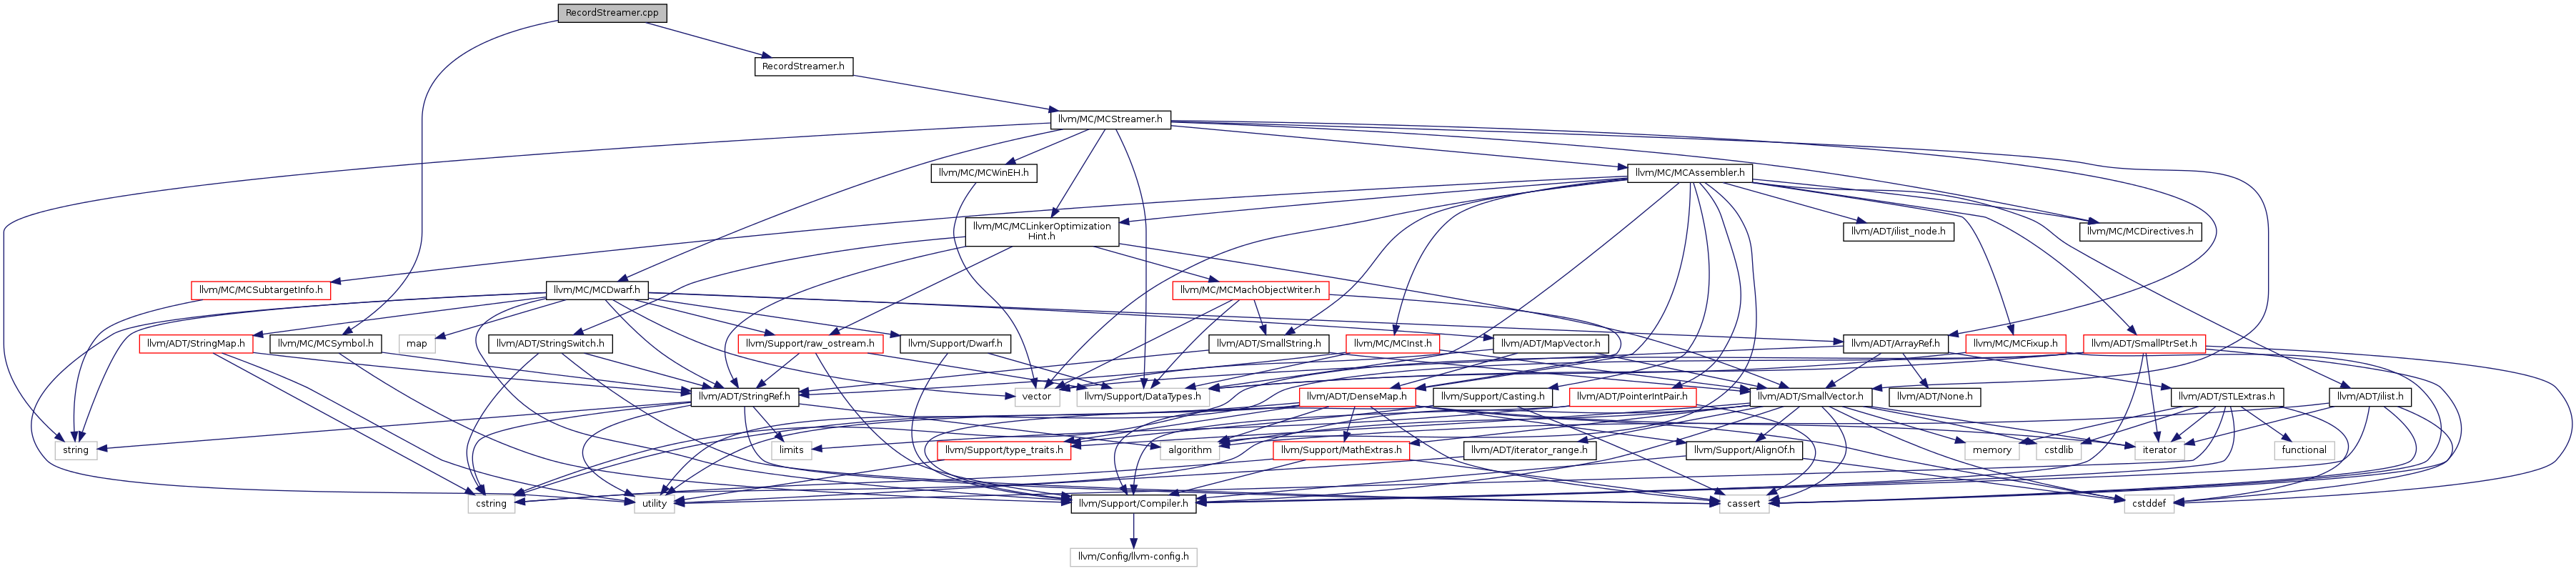 RecordStreamer.cpp
RecordStreamer.h
llvm/MC/MCStreamer.h
llvm/MC/MCWinEH.h
llvm/MC/MCAssembler.h
llvm/MC/MCLinkerOptimization
Hint.h
llvm/ADT/ilist_node.h
llvm/MC/MCDirectives.h
llvm/MC/MCSubtargetInfo.h
llvm/MC/MCDwarf.h
llvm/MC/MCMachObjectWriter.h
llvm/ADT/StringMap.h
llvm/MC/MCSymbol.h
map
llvm/ADT/StringSwitch.h
llvm/Support/raw_ostream.h
llvm/Support/Dwarf.h
llvm/ADT/SmallString.h
llvm/MC/MCInst.h
llvm/ADT/MapVector.h
llvm/ADT/ArrayRef.h
llvm/MC/MCFixup.h
llvm/ADT/SmallPtrSet.h
llvm/ADT/StringRef.h
vector
llvm/Support/DataTypes.h
llvm/ADT/DenseMap.h
llvm/Support/Casting.h
llvm/ADT/PointerIntPair.h
llvm/ADT/SmallVector.h
llvm/ADT/None.h
llvm/ADT/STLExtras.h
llvm/ADT/ilist.h
string
limits
llvm/Support/type_traits.h
algorithm
llvm/Support/MathExtras.h
llvm/ADT/iterator_range.h
llvm/Support/AlignOf.h
memory
cstdlib
iterator
functional
cstring
utility
llvm/Support/Compiler.h
cassert
cstddef
llvm/Config/llvm-config.h